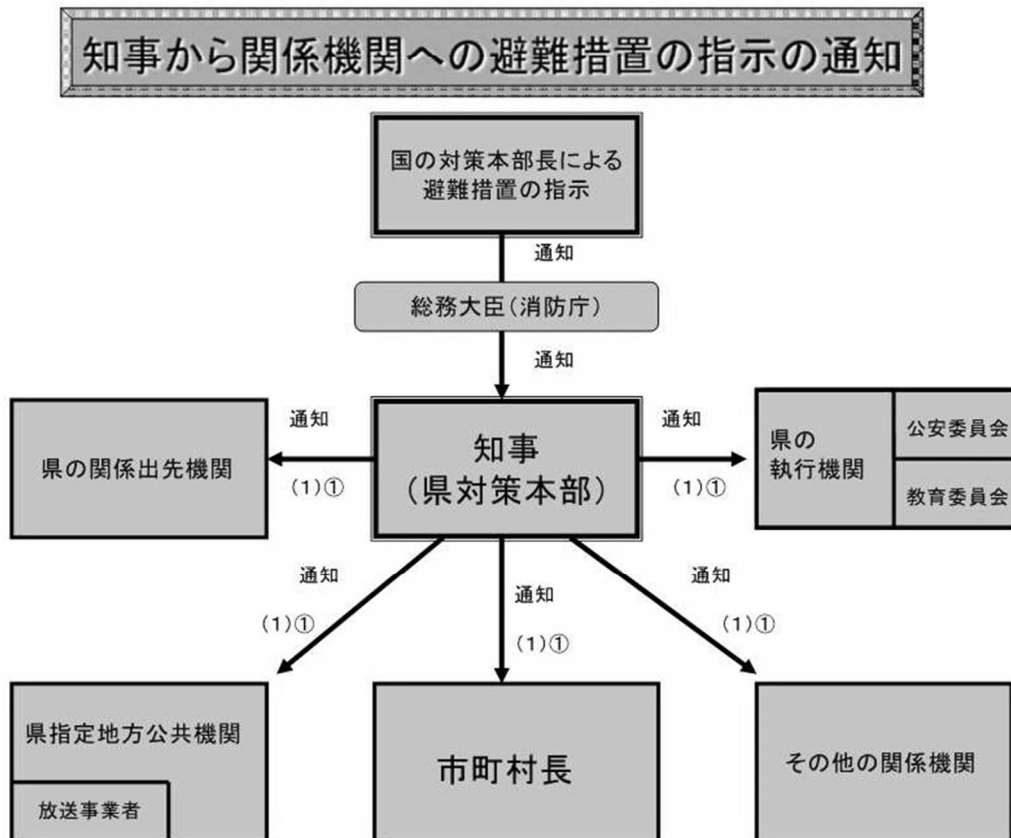 知事から関係機関への避難措置の指示の通知
国の対策本部長による
避難措置の指示
通知
総務大臣(消防庁)
通知
県の関係出先機関
通知
(1)①
知事
(県対策本部)
通知
(1)①
県の
執行機関
公安委員会
教育委員会
通知
(1)①
通知
(1)①
通知
(1)①
県指定地方公共機関
放送事業者
市町村長
その他の関係機関